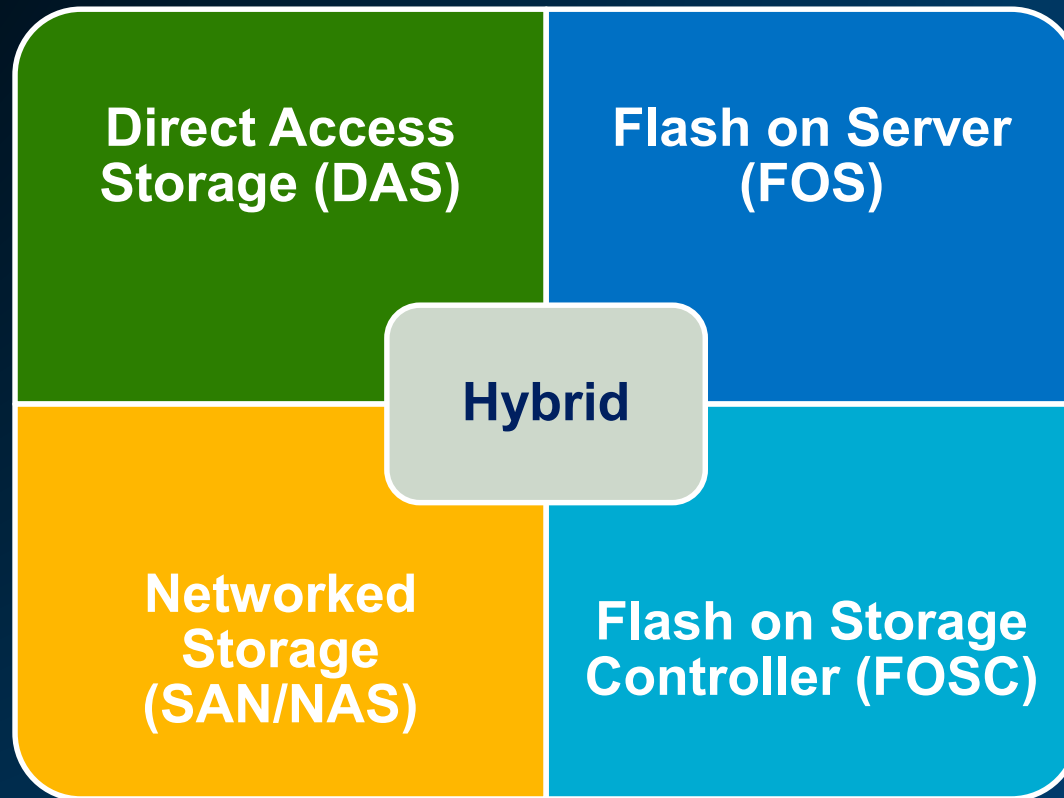 Direct Access
Storage (DAS)
Flash on Server
(FOS)
Hybrid
Networked
Storage
(SAN/NAS)
Flash on Storage
Controller (FOSC)